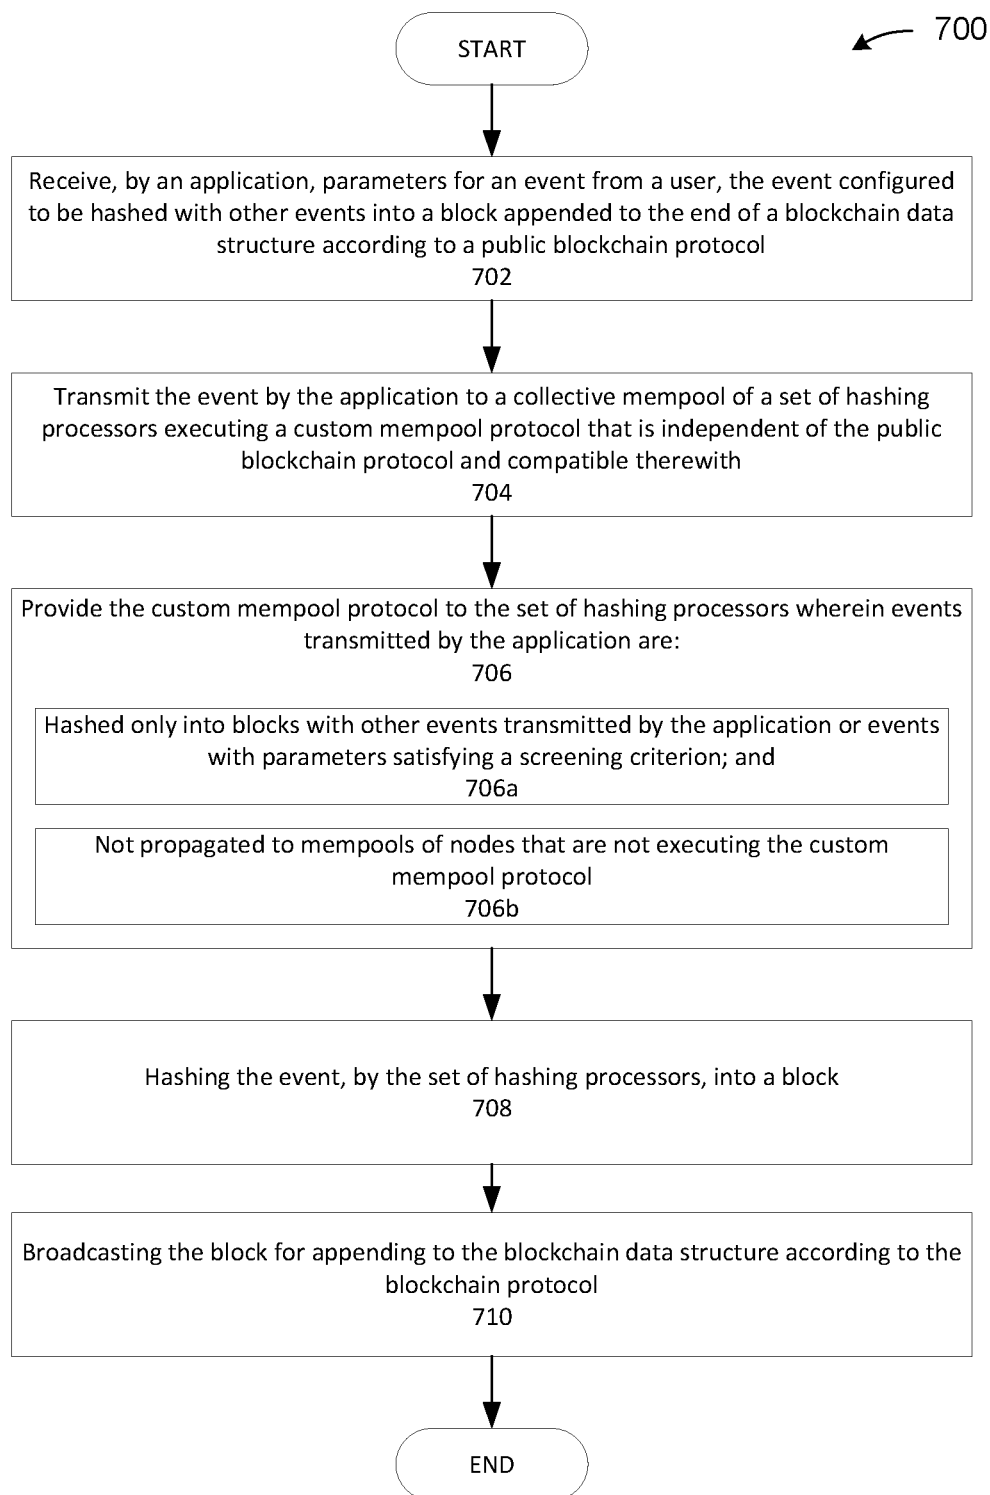 START
700
Receive, by an application, parameters for an event from a user, the event configured
to be hashed with other events into a block appended to the end of a blockchain data
structure according to a public blockchain protocol
702
Transmit the event by the application to a collective mempool of a set of hashing
processors executing a custom mempool protocol that is independent of the public
blockchain protocol and compatible therewith
704
Provide the custom mempool protocol to the set of hashing processors wherein events
transmitted by the application are:
706
Hashed only into blocks with other events transmitted by the application or events
with parameters satisfying a screening criterion; and
706a
Not propagated to mempools of nodes that are not executing the custom
mempool protocol
706b
Hashing the event, by the set of hashing processors, into a block
708
Broadcasting the block for appending to the blockchain data structure according to the
blockchain protocol
710
END